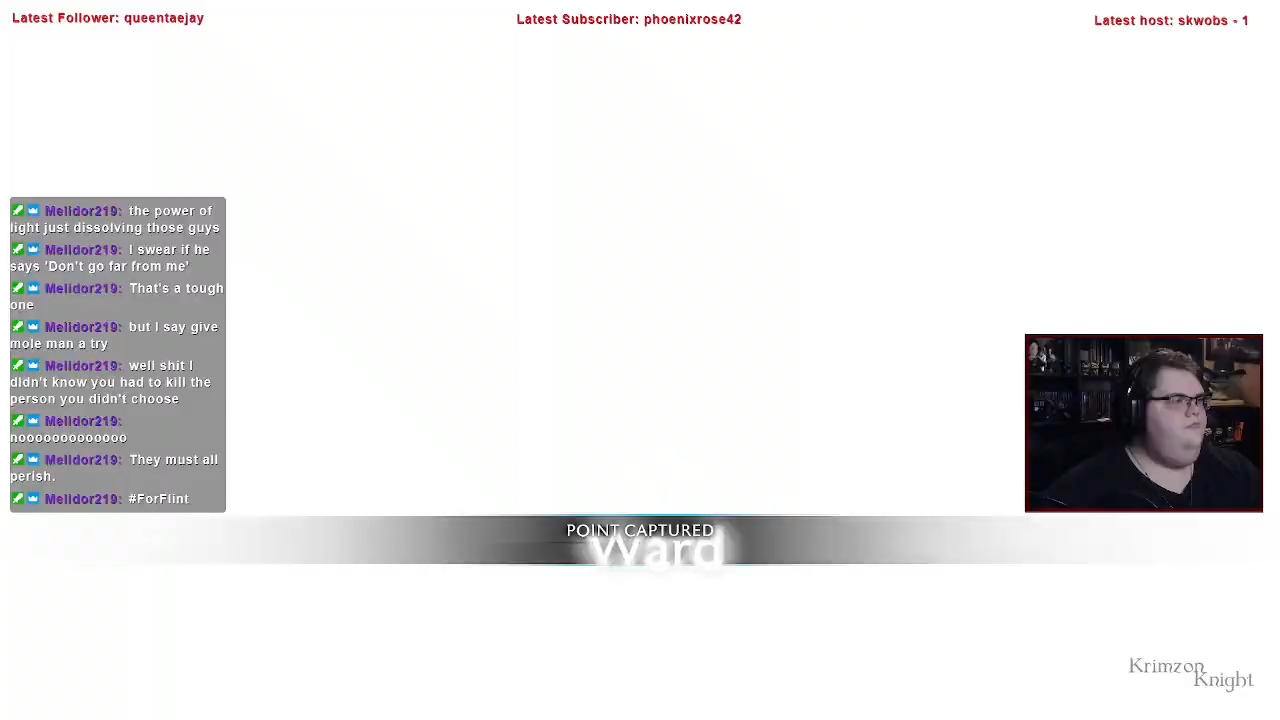 Latest Follower: queentaejay
Latest Subscriber: phoenixrose42
Latest host: skwobs - 1
Melldor219: the power of
light just dissolving those guys
Melldor219: I swear if he
says 'Don't go far from me'
Melldor219: That's a tough
one
Melldor219: but I say give
mole man a try
Melldor219: well shit I
didn't know you had to kill the
person you didn't choose
Melldor219:
nooooooooooooo
Melldor219: They must all
perish.
Melldor219: #ForFlint
POINT CAPTURED
Ward
Krimzon
Knight